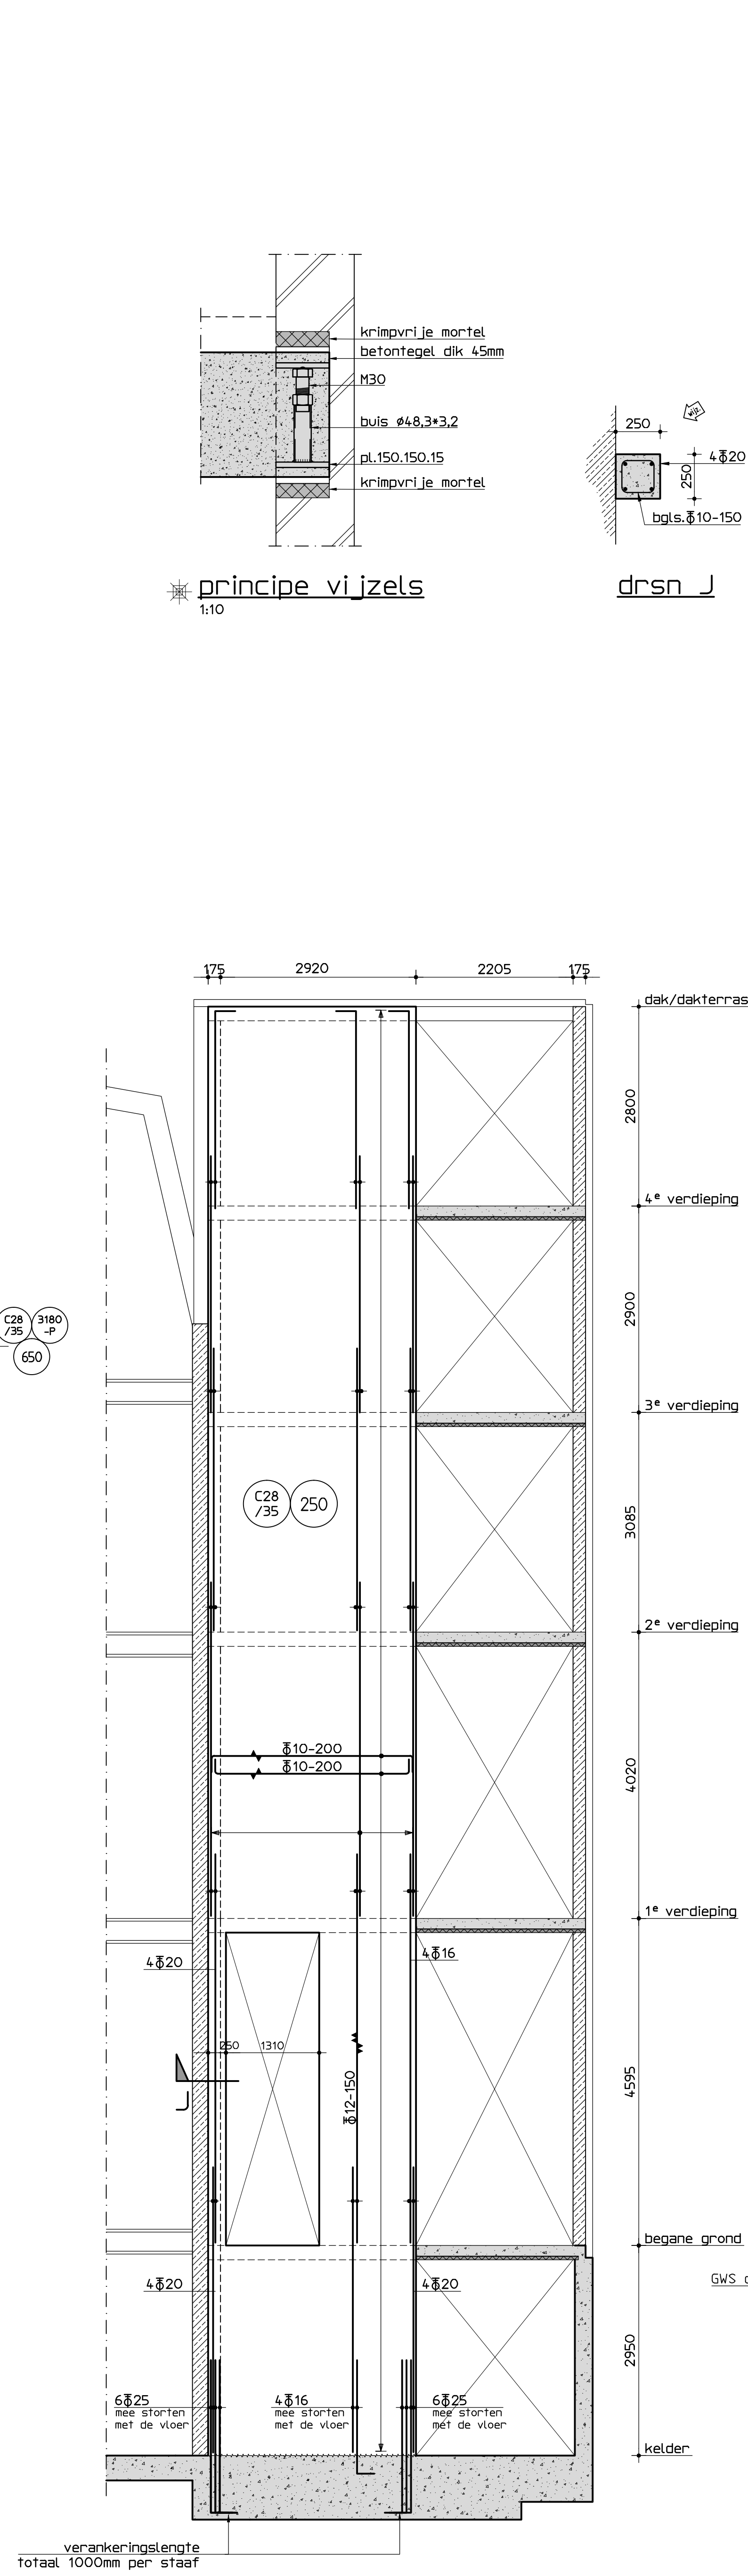 krimpvrije mortel
betontegel dik 45mm
M30
buis ø48,3*3,2
pl.150.150.15
krimpvrije mortel
principe vijzels
1:10
wijz
250
4ϕ20
250
bgls.ϕ10-150
drsn J
175
2920
2205
175
dak/dakterras
2800
4e verdieping
2900
C28
/35
3180
-P
650
3e verdieping
C28
/35
250
3085
2e verdieping
ϕ10-200
ϕ10-200
4020
1e verdieping
4ϕ20
4ϕ16
250
1310
J
ϕ12-150
4595
begane grond
GWS
4ϕ20
4ϕ20
2950
6ϕ25
mee storten
met de vloer
4ϕ16
mee storten
met de vloer
6ϕ25
mee storten
met de vloer
kelder
verankeringslengte
totaal 1000mm per staaf